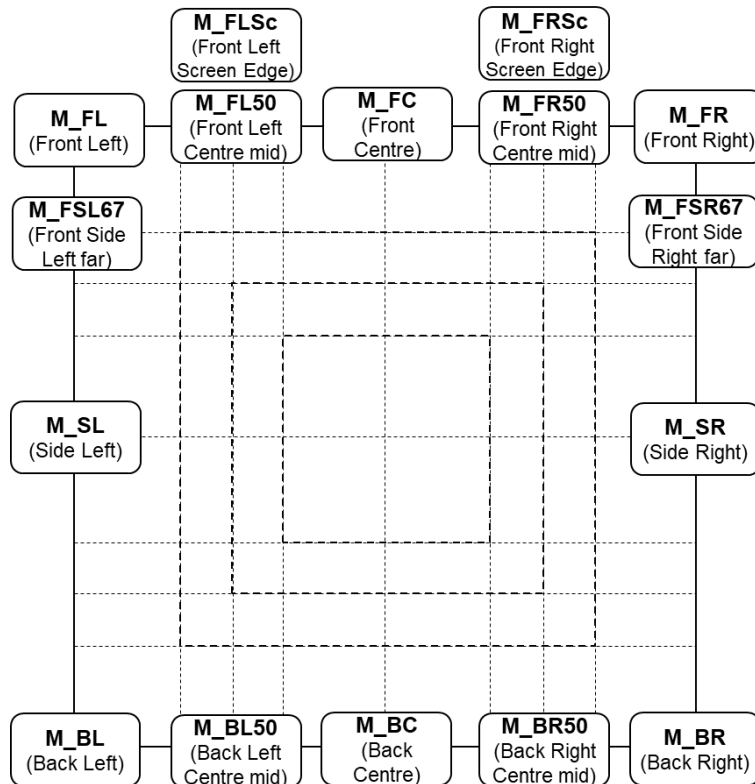 M_FLSc
(Front Left
Screen Edge)
M_FRSc
(Front Right
Screen Edge)
M_FL
(Front Left)
M_FL50
(Front Left
Centre mid)
M_FC
(Front
Centre)
M_FR50
(Front Right
Centre mid)
M_FR
(Front Right)
M_FSL67
(Front Side
Left far)
M_FSR67
(Front Side
Right far)
M_SL
(Side Left)
M_SR
(Side Right)
M_BL
(Back Left)
M_BL50
(Back Left
Centre mid)
M_BC
(Back
Centre)
M_BR50
(Back Right
Centre mid)
M_BR
(Back Right)